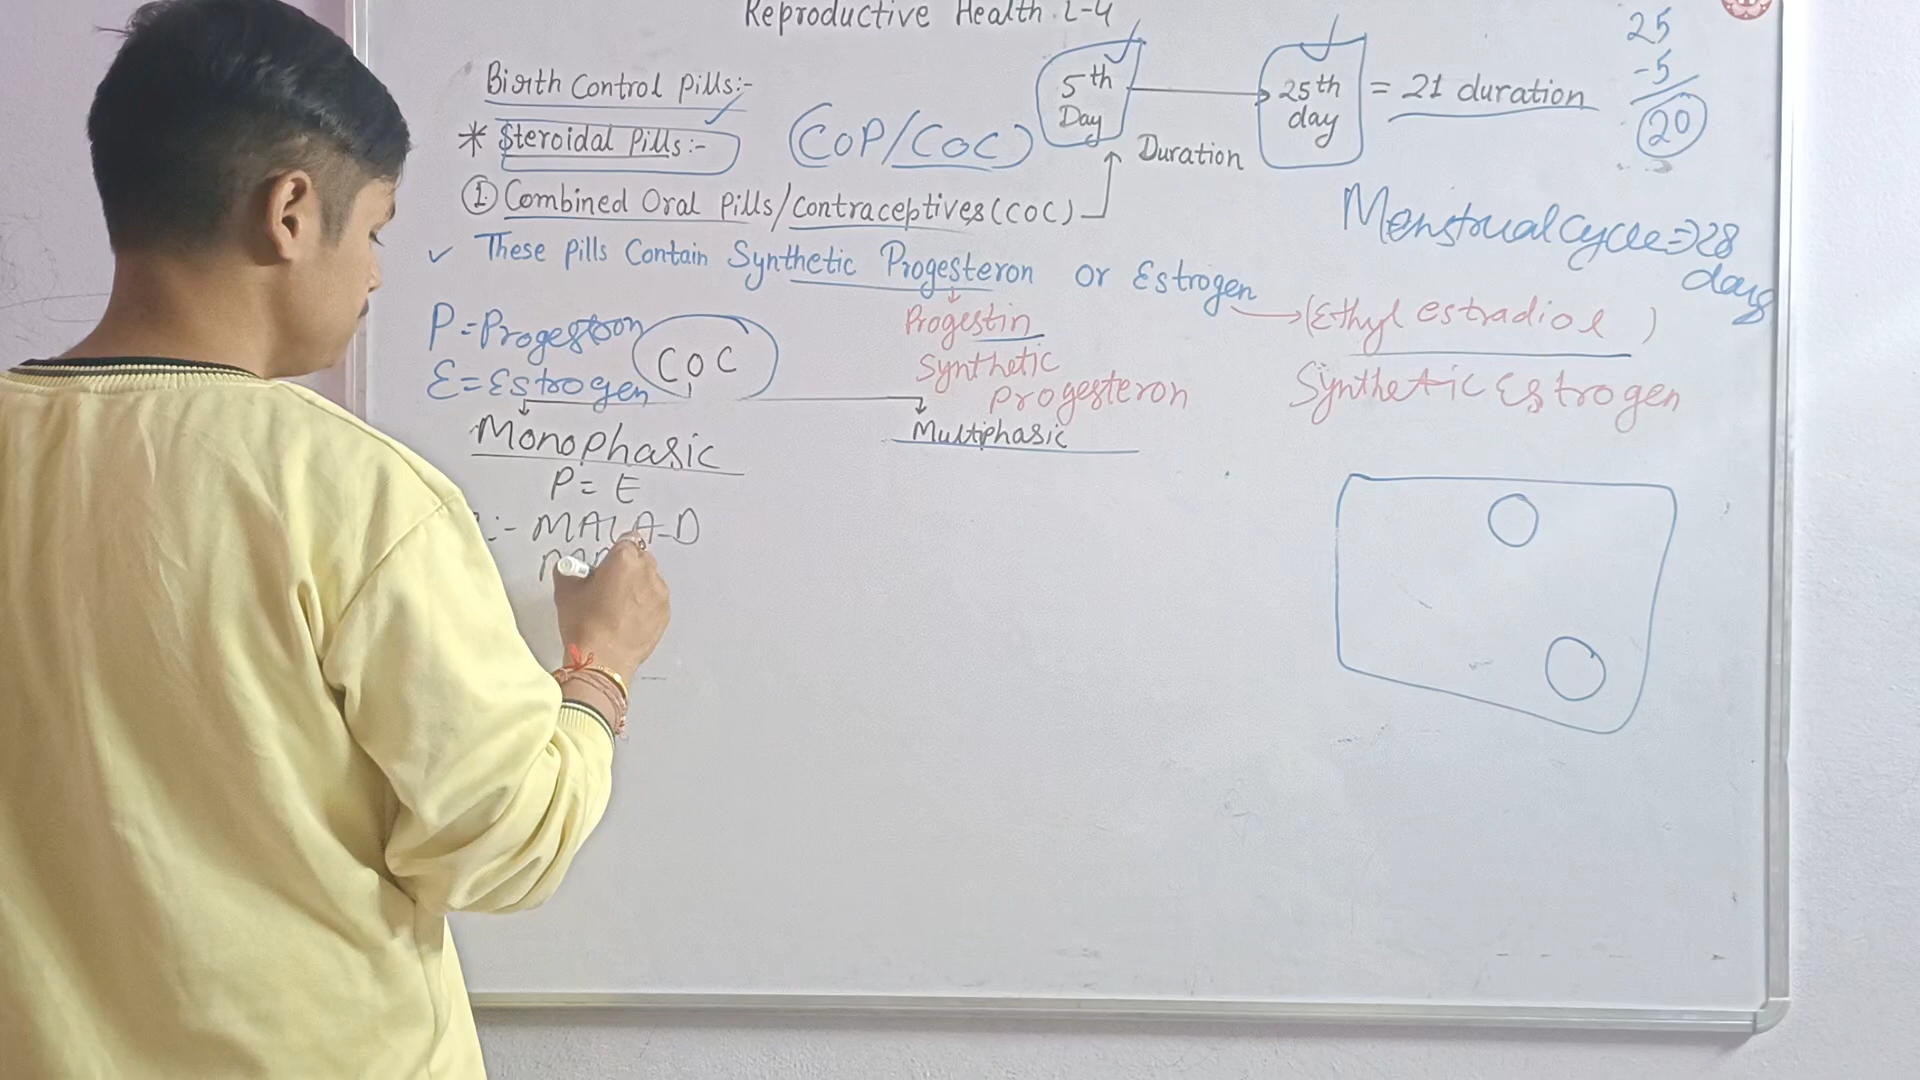 Reproductive Health L-4
Birth Control Pills:-
* Steroidal Pills:-
(COP/COC)
5th Day
25th day
= 21 duration
Duration
25
-5
20
① Combined Oral Pills/contraceptives (COC)
Menstrual Cycle => 28 days
✓ These Pills Contain Synthetic Progesteron or Estrogen
(Ethyl estradiol)
Synthetic Estrogen
Progestin
Synthetic
Progesteron
E = Estrogen
COC
Monophasic
Multiphasic
P = E
:- MALA-D